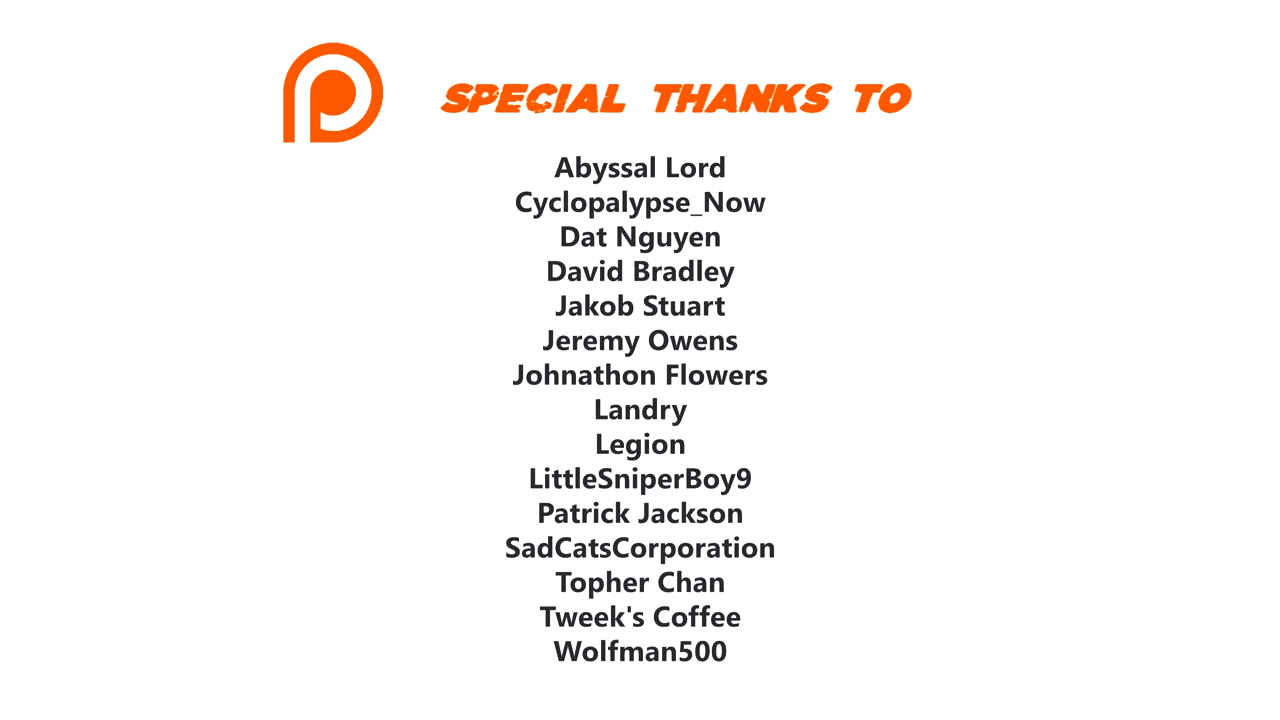 SPECIAL THANKS TO
Abyssal Lord
Cyclopalypse_Now
Dat Nguyen
David Bradley
Jakob Stuart
Jeremy Owens
Johnathon Flowers
Landry
Legion
LittleSniperBoy9
Patrick Jackson
SadCatsCorporation
Topher Chan
Tweek's Coffee
Wolfman500